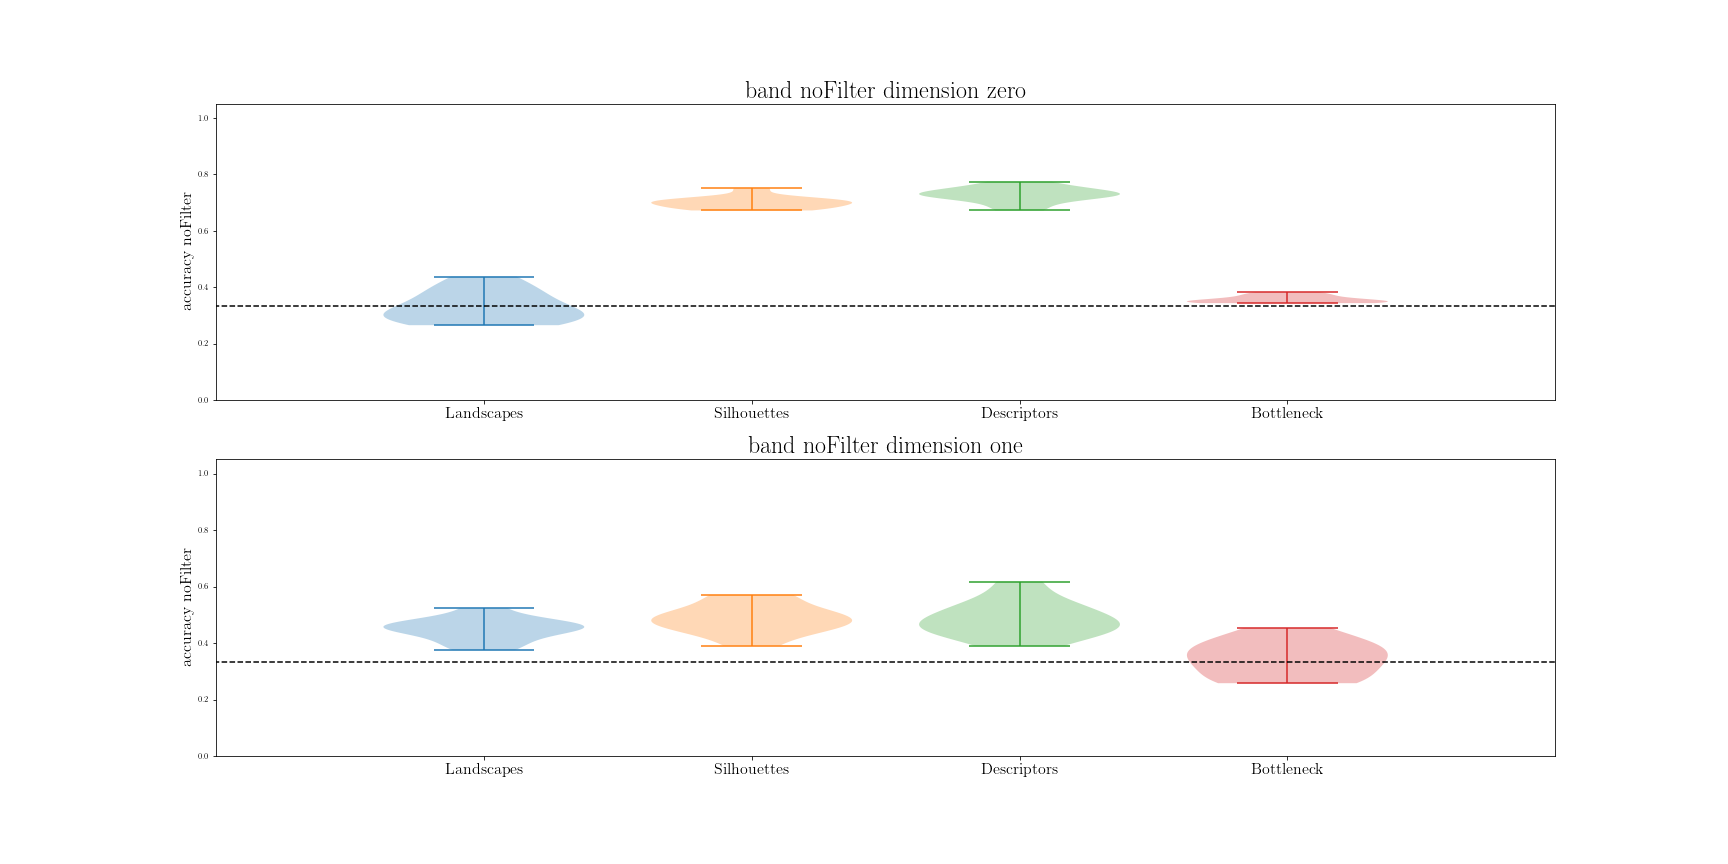 band noFilter dimension zero
accuracy noFilter
1.0
0.8
0.6
0.4
0.2
0.0
Landscapes Silhouettes Descriptors Bottleneck
band noFilter dimension one
accuracy noFilter
1.0
0.8
0.6
0.4
0.2
0.0
Landscapes Silhouettes Descriptors Bottleneck